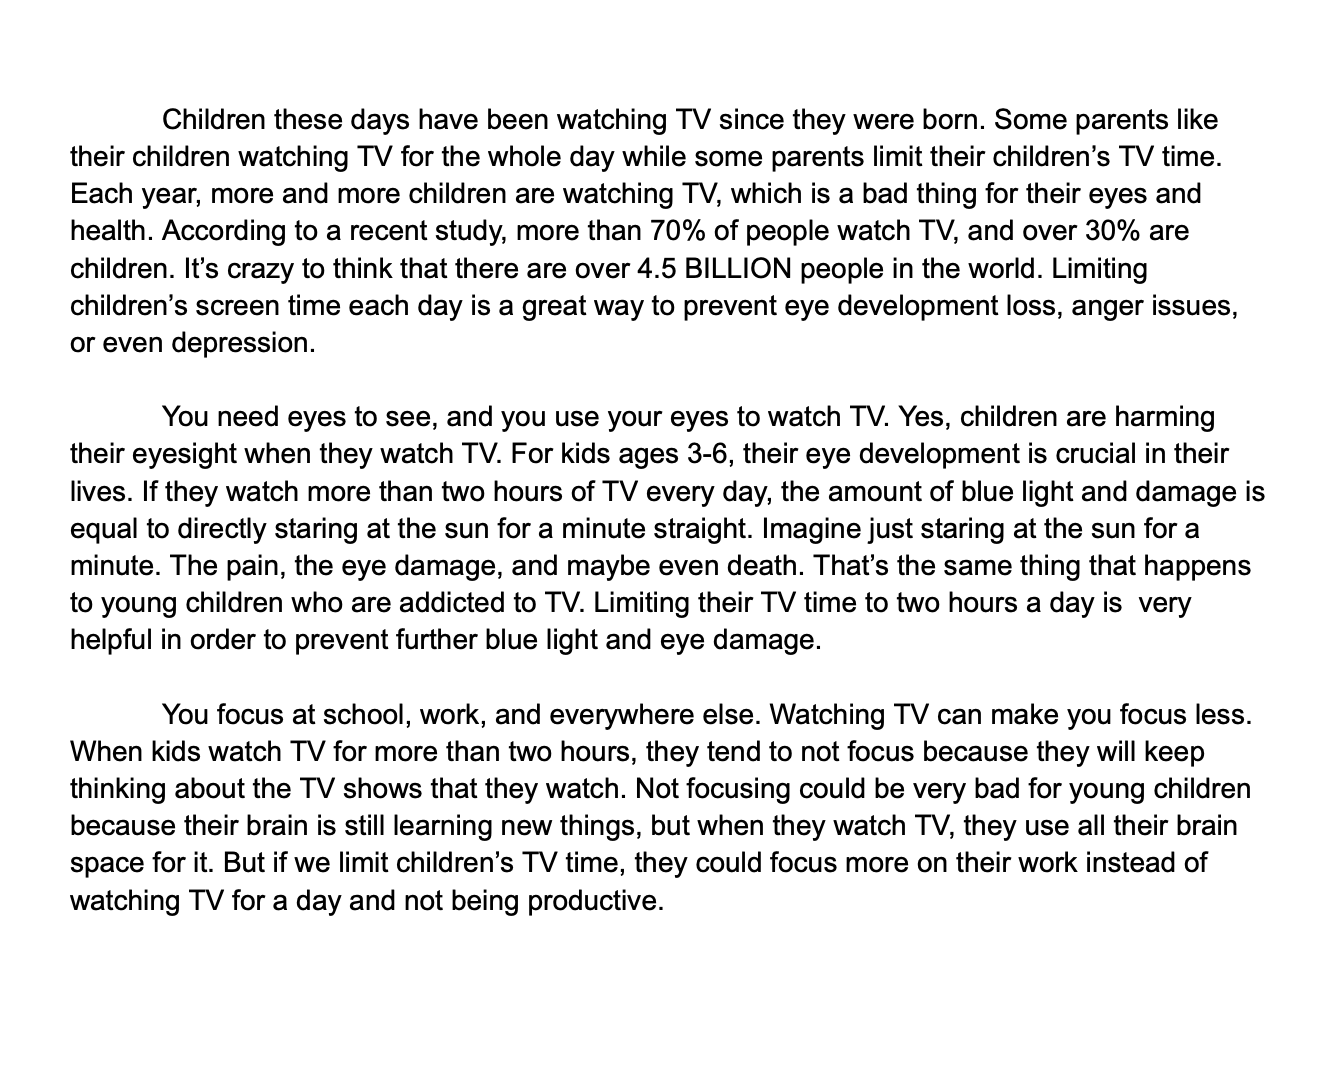 Children these days have been watching TV since they were born. Some parents like
their children watching TV for the whole day while some parents limit their children’s TV time.
Each year, more and more children are watching TV, which is a bad thing for their eyes and
health. According to a recent study, more than 70% of people watch TV, and over 30% are
children. It’s crazy to think that there are over 4.5 BILLION people in the world. Limiting
children’s screen time each day is a great way to prevent eye development loss, anger issues,
or even depression.
You need eyes to see, and you use your eyes to watch TV. Yes, children are harming
their eyesight when they watch TV. For kids ages 3-6, their eye development is crucial in their
lives. If they watch more than two hours of TV every day, the amount of blue light and damage is
equal to directly staring at the sun for a minute straight. Imagine just staring at the sun for a
minute. The pain, the eye damage, and maybe even death. That’s the same thing that happens
to young children who are addicted to TV. Limiting their TV time to two hours a day is  very
helpful in order to prevent further blue light and eye damage.
You focus at school, work, and everywhere else. Watching TV can make you focus less.
When kids watch TV for more than two hours, they tend to not focus because they will keep
thinking about the TV shows that they watch. Not focusing could be very bad for young children
because their brain is still learning new things, but when they watch TV, they use all their brain
space for it. But if we limit children’s TV time, they could focus more on their work instead of
watching TV for a day and not being productive.